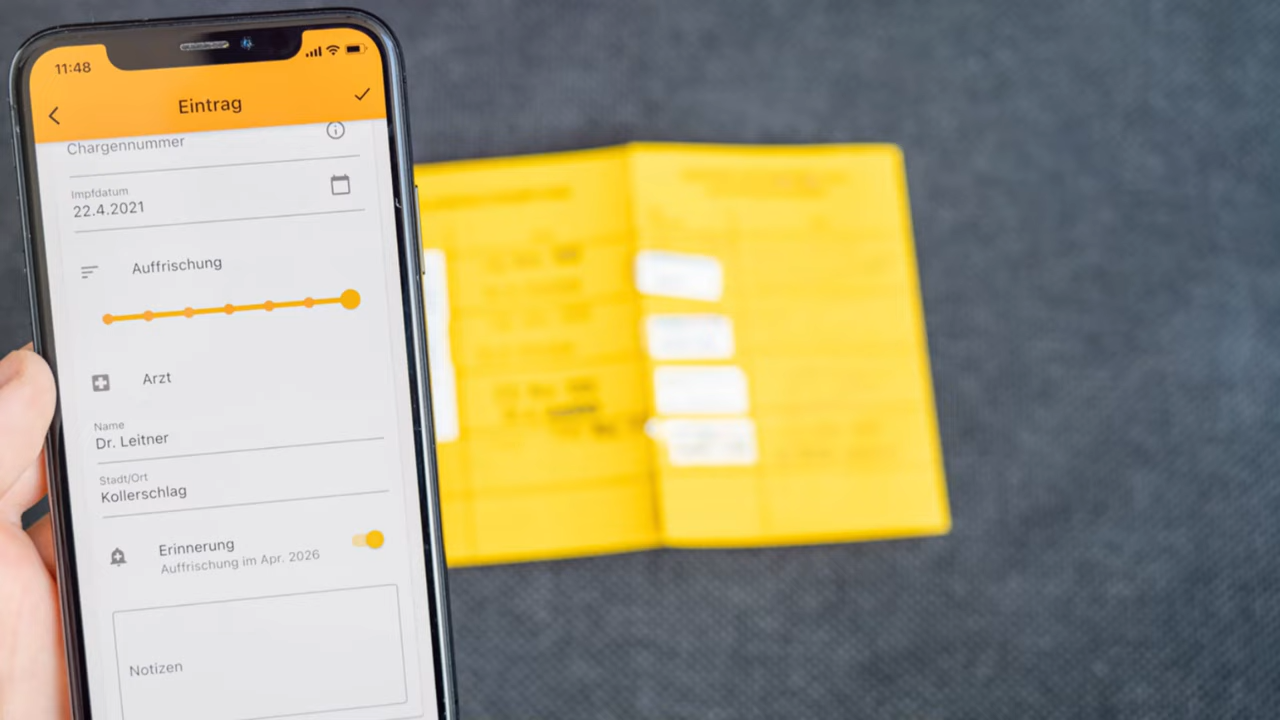 11:48
Eintrag
Chargennummer
Impfdatum
22.4.2021
Auffrischung
Arzt
Name
Dr. Leitner
Stadt/Ort
Kollerschlag
Erinnerung
Auffrischung im Apr. 2026
Notizen